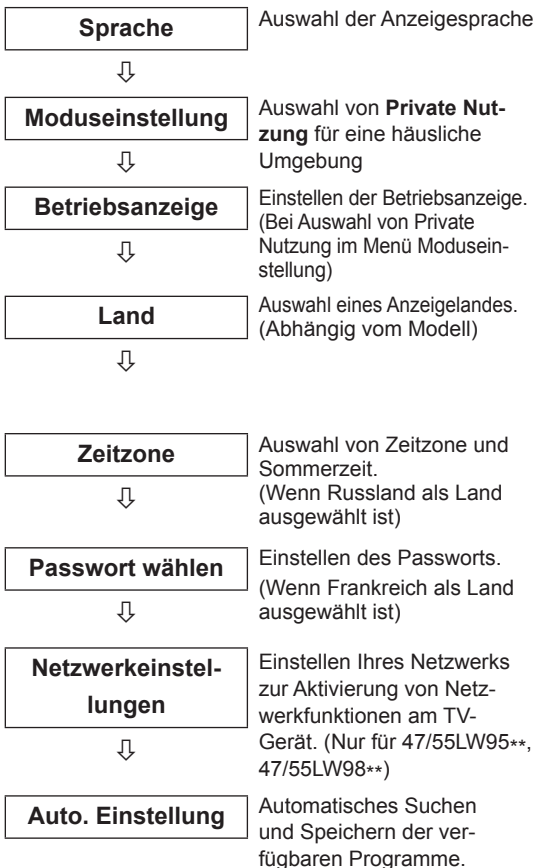 Sprache
Auswahl der Anzeigesprache
⇩
Moduseinstellung
Auswahl von Private Nut-
zung für eine häusliche
Umgebung
⇩
Betriebsanzeige
Einstellen der Betriebsanzeige.
(Bei Auswahl von Private
Nutzung im Menü Modusein-
stellung)
⇩
Land
Auswahl eines Anzeigelandes.
(Abhängig vom Modell)
⇩
Zeitzone
Auswahl von Zeitzone und
Sommerzeit.
(Wenn Russland als Land
ausgewählt ist)
⇩
Passwort wählen
Einstellen des Passworts.
(Wenn Frankreich als Land
ausgewählt ist)
⇩
Netzwerkeinstel-
lungen
Einstellen Ihres Netzwerks
zur Aktivierung von Netz-
werkfunktionen am TV-
Gerät. (Nur für 47/55LW95**,
47/55LW98**)
⇩
Auto. Einstellung
Automatisches Suchen
und Speichern der ver-
fügbaren Programme.